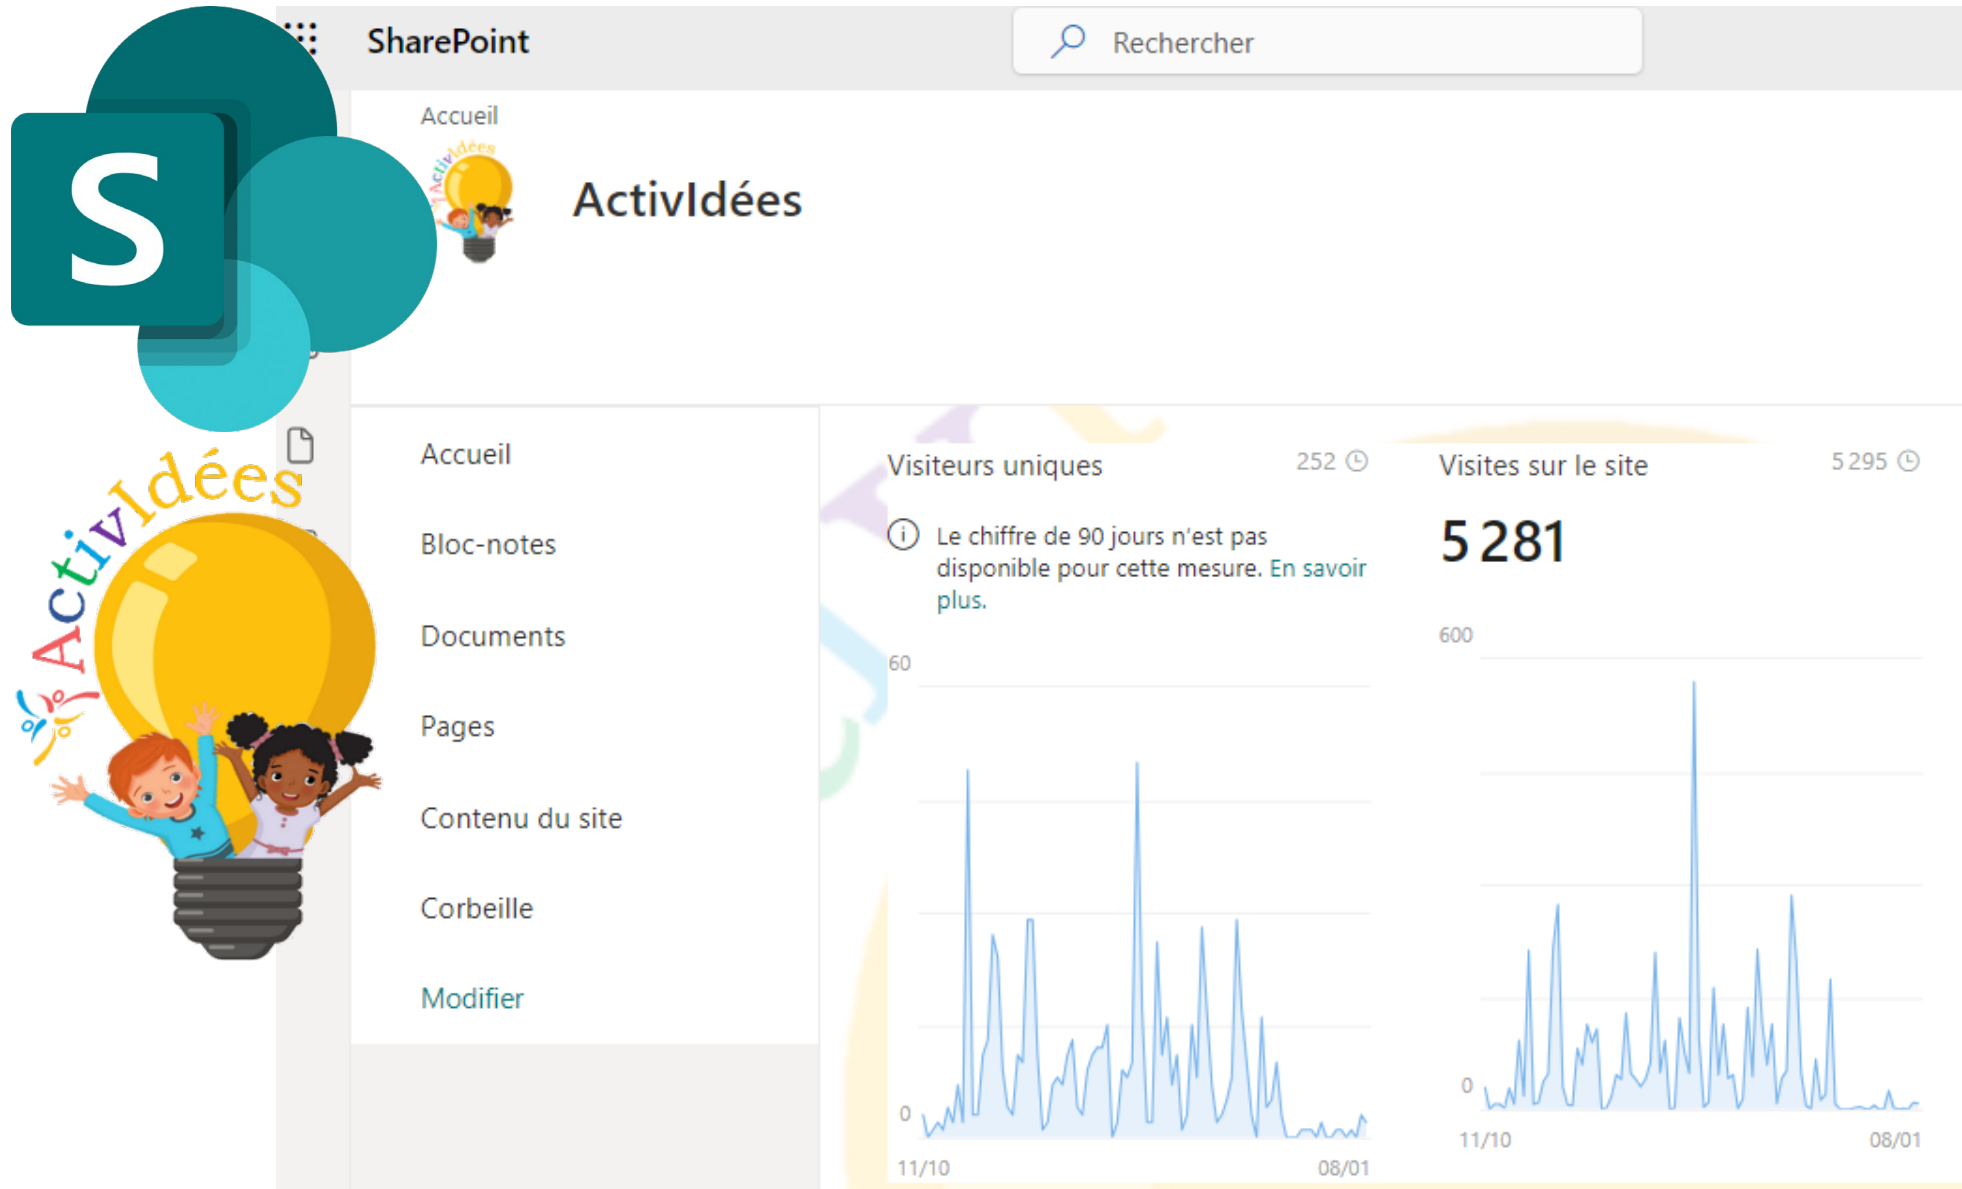 SharePoint
Rechercher
S
Accueil
ActivIdées
ActivIdées
ActivIdées
Accueil
Bloc-notes
Documents
Pages
Contenu du site
Corbeille
Modifier
Visiteurs uniques
252
Le chiffre de 90 jours n'est pas
disponible pour cette mesure. En savoir
plus.
60
0
11/10
08/01
Visites sur le site
5 295
5 281
600
0
11/10
08/01